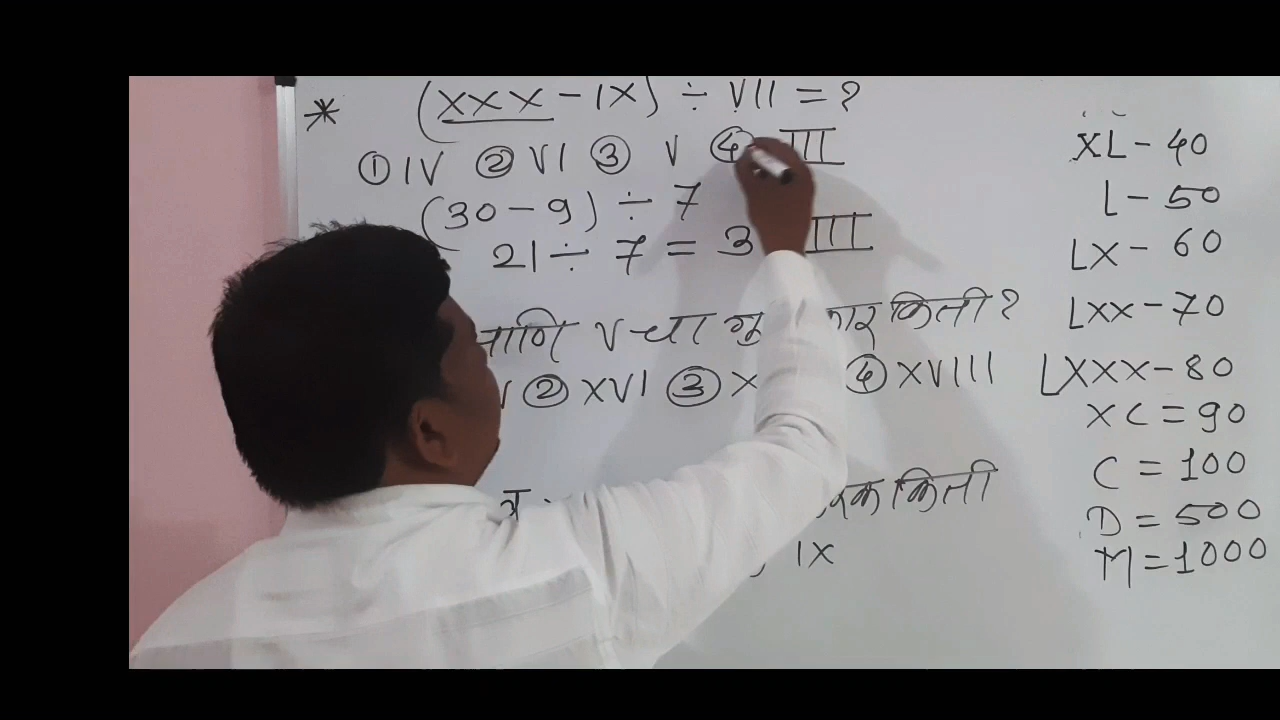 * (XXX - IX) ÷ VII = ?
① IV ② VI ③ V ④ III
(30 - 9) ÷ 7
21 ÷ 7 = 3 III
V चा किती?
② XVI ③ ④ XVIII
किती
IX
XL - 40
L - 50
LX - 60
LXX - 70
LXXX - 80
XC = 90
C = 100
D = 500
M = 1000